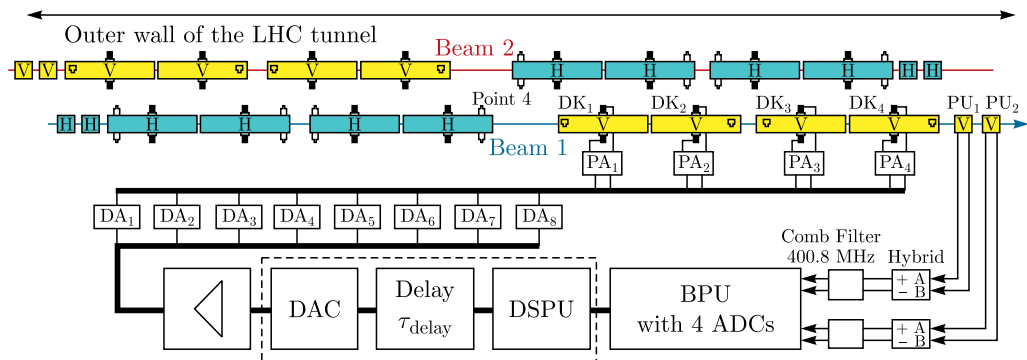 Outer wall of the LHC tunnel
Beam 2
V V V V V V H H H H H H
Point 4 DK₁ DK₂ DK₃ DK₄ PU₁ PU₂
H H H H H H V V V V V V
Beam 1
PA₁ PA₂ PA₃ PA₄
DA₁ DA₂ DA₃ DA₄ DA₅ DA₆ DA₇ DA₈
Comb Filter
400.8 MHz Hybrid
+ A
− B
DAC
Delay
τdelay
DSPU
BPU
with 4 ADCs
+ A
− B